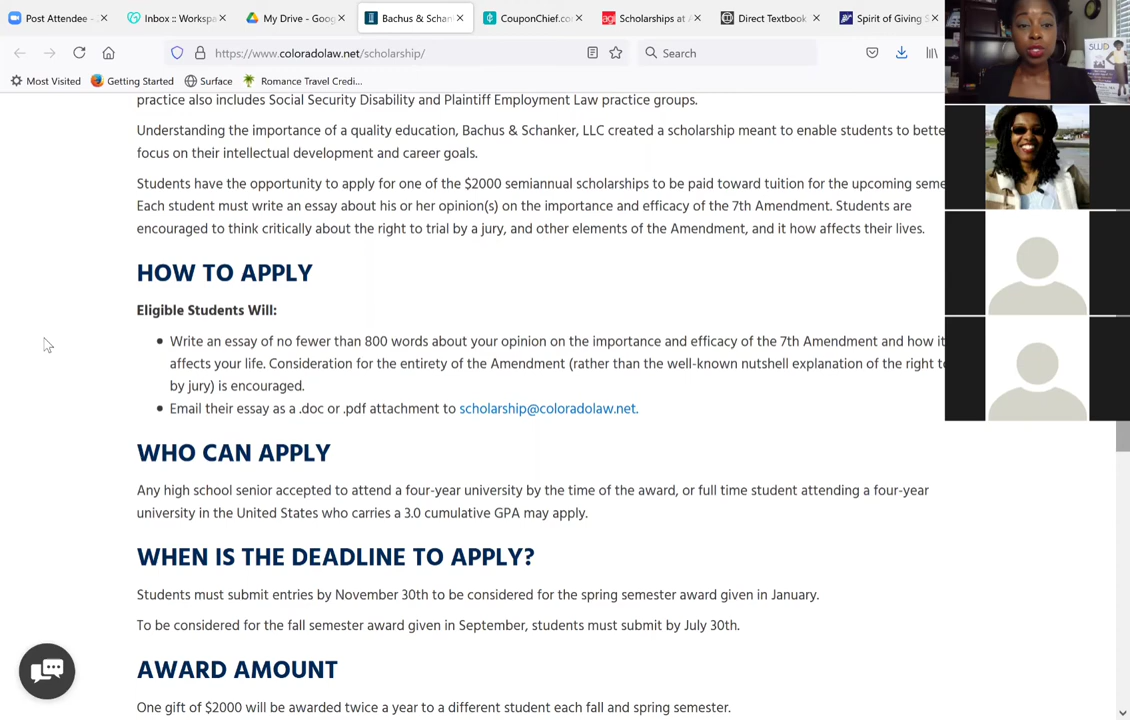 Post Attendee -
Inbox :: Workspa
My Drive - Goog
Bachus & Schan
CouponChief.co
Scholarships at A
Direct Textbook
Spirit of Giving S
https://www.coloradolaw.net/scholarship/
Search
Most Visited
Getting Started
Surface
Romance Travel Credi...
practice also includes Social Security Disability and Plaintiff Employment Law practice groups.
Understanding the importance of a quality education, Bachus & Schanker, LLC created a scholarship meant to enable students to bette
focus on their intellectual development and career goals.
Students have the opportunity to apply for one of the $2000 semiannual scholarships to be paid toward tuition for the upcoming seme
Each student must write an essay about his or her opinion(s) on the importance and efficacy of the 7th Amendment. Students are
encouraged to think critically about the right to trial by a jury, and other elements of the Amendment, and it how affects their lives.
HOW TO APPLY
Eligible Students Will:
Write an essay of no fewer than 800 words about your opinion on the importance and efficacy of the 7th Amendment and how it
affects your life. Consideration for the entirety of the Amendment (rather than the well-known nutshell explanation of the right to
by jury) is encouraged.
Email their essay as a .doc or .pdf attachment to scholarship@coloradolaw.net.
WHO CAN APPLY
Any high school senior accepted to attend a four-year university by the time of the award, or full time student attending a four-year
university in the United States who carries a 3.0 cumulative GPA may apply.
WHEN IS THE DEADLINE TO APPLY?
Students must submit entries by November 30th to be considered for the spring semester award given in January.
To be considered for the fall semester award given in September, students must submit by July 30th.
AWARD AMOUNT
One gift of $2000 will be awarded twice a year to a different student each fall and spring semester.